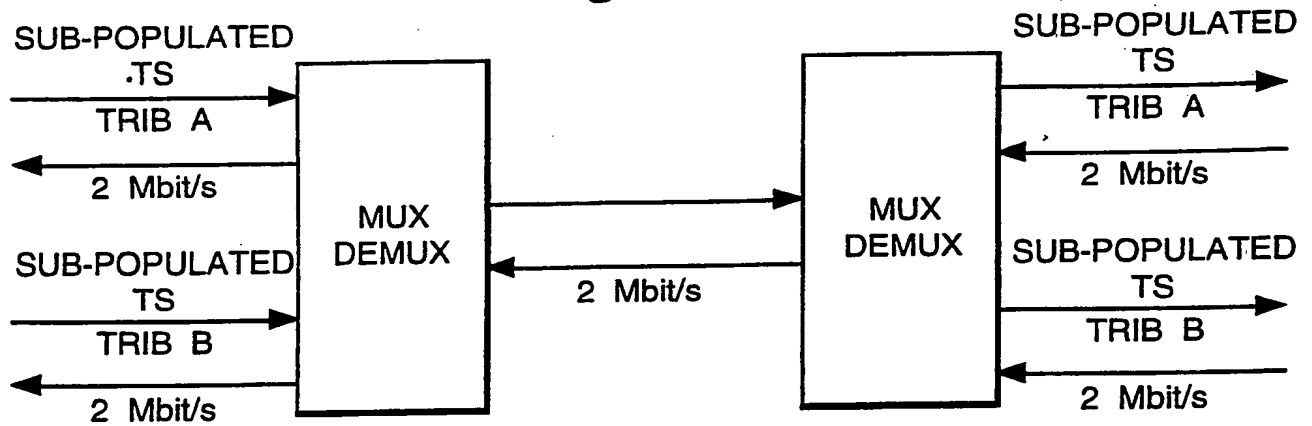 SUB-POPULATED
TS
TRIB A
2 Mbit/s
SUB-POPULATED
TS
TRIB B
2 Mbit/s
MUX
DEMUX
2 Mbit/s
MUX
DEMUX
SUB-POPULATED
TS
TRIB A
2 Mbit/s
SUB-POPULATED
TS
TRIB B
2 Mbit/s